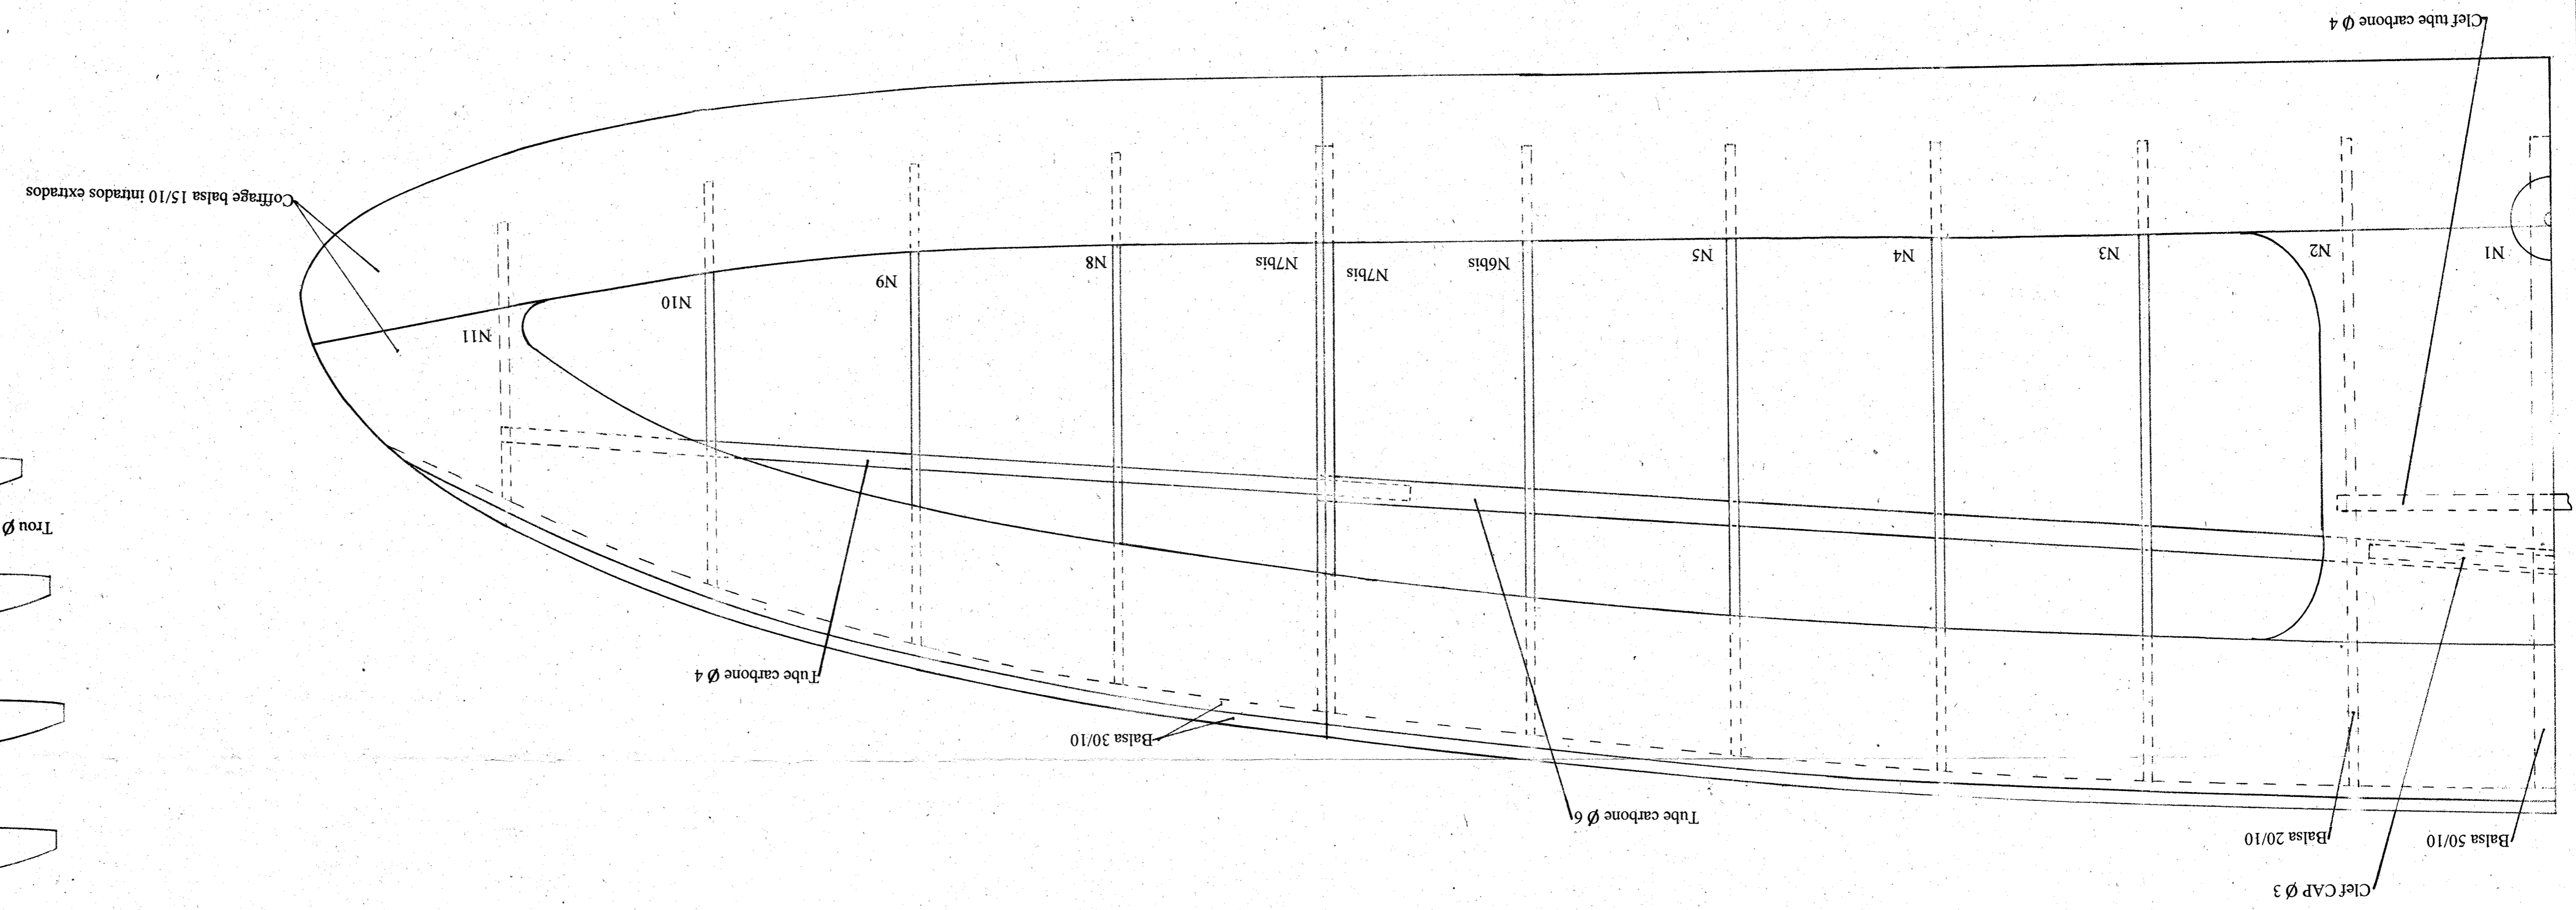 Clef CAP Ø 3
Balsa 50/10
Balsa 20/10
Tube carbone Ø 6
Balsa 30/10
Tube carbone Ø 4
Trou Ø
N11
N10
N9
N8
N7bis
N7bis
N6bis
N5
N4
N3
N2
N1
Coffrage balsa 15/10 intrados extrados
Clef tube carbone Ø 4